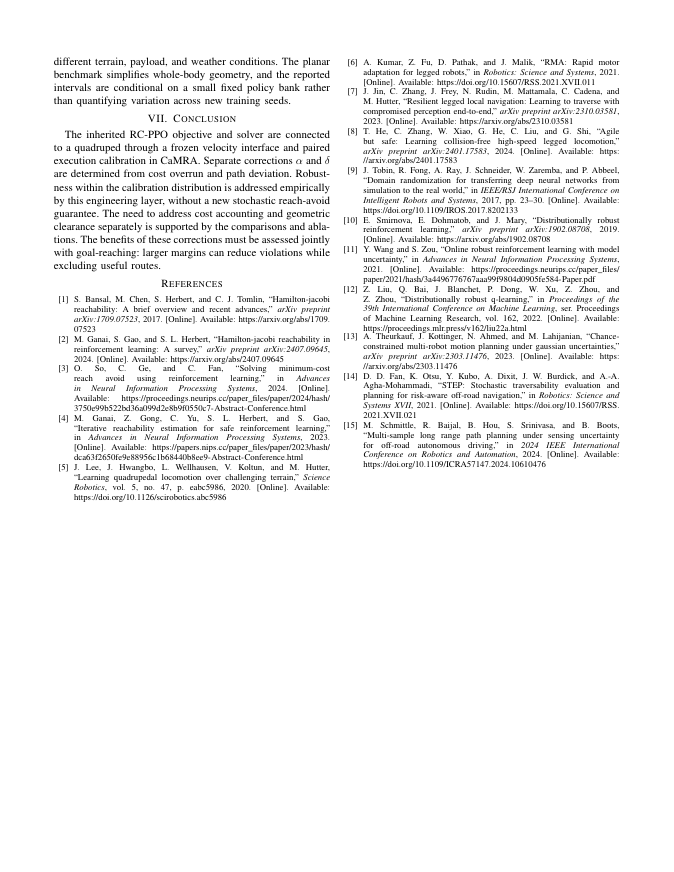 different terrain, payload, and weather conditions. The planar
benchmark simplifies whole-body geometry, and the reported
intervals are conditional on a small fixed policy bank rather
than quantifying variation across new training seeds.
VII. Conclusion
The inherited RC-PPO objective and solver are connected
to a quadruped through a frozen velocity interface and paired
execution calibration in CaMRA. Separate corrections α and δ
are determined from cost overrun and path deviation. Robust-
ness within the calibration distribution is addressed empirically
by this engineering layer, without a new stochastic reach-avoid
guarantee. The need to address cost accounting and geometric
clearance separately is supported by the comparisons and abla-
tions. The benefits of these corrections must be assessed jointly
with goal-reaching: larger margins can reduce violations while
excluding useful routes.
References
[1] S. Bansal, M. Chen, S. Herbert, and C. J. Tomlin, “Hamilton-jacobi
reachability: A brief overview and recent advances,” arXiv preprint
arXiv:1709.07523, 2017. [Online]. Available: https://arxiv.org/abs/1709.
07523
[2] M. Ganai, S. Gao, and S. L. Herbert, “Hamilton-jacobi reachability in
reinforcement learning: A survey,” arXiv preprint arXiv:2407.09645,
2024. [Online]. Available: https://arxiv.org/abs/2407.09645
[3] O. So, C. Ge, and C. Fan, “Solving minimum-cost
reach avoid using reinforcement learning,” in Advances
in Neural Information Processing Systems, 2024. [Online].
Available: https://proceedings.neurips.cc/paper_files/paper/2024/hash/
3750e99b522bd36a099d2e8b9f0550c7-Abstract-Conference.html
[4] M. Ganai, Z. Gong, C. Yu, S. L. Herbert, and S. Gao,
“Iterative reachability estimation for safe reinforcement learning,”
in Advances in Neural Information Processing Systems, 2023.
[Online]. Available: https://papers.nips.cc/paper_files/paper/2023/hash/
dca63f2650fe9e88956c1b68440b8ee9-Abstract-Conference.html
[5] J. Lee, J. Hwangbo, L. Wellhausen, V. Koltun, and M. Hutter,
“Learning quadrupedal locomotion over challenging terrain,” Science
Robotics, vol. 5, no. 47, p. eabc5986, 2020. [Online]. Available:
https://doi.org/10.1126/scirobotics.abc5986
[6] A. Kumar, Z. Fu, D. Pathak, and J. Malik, “RMA: Rapid motor
adaptation for legged robots,” in Robotics: Science and Systems, 2021.
[Online]. Available: https://doi.org/10.15607/RSS.2021.XVII.011
[7] J. Jin, C. Zhang, J. Frey, N. Rudin, M. Mattamala, C. Cadena, and
M. Hutter, “Resilient legged local navigation: Learning to traverse with
compromised perception end-to-end,” arXiv preprint arXiv:2310.03581,
2023. [Online]. Available: https://arxiv.org/abs/2310.03581
[8] T. He, C. Zhang, W. Xiao, G. He, C. Liu, and G. Shi, “Agile
but safe: Learning collision-free high-speed legged locomotion,”
arXiv preprint arXiv:2401.17583, 2024. [Online]. Available: https:
//arxiv.org/abs/2401.17583
[9] J. Tobin, R. Fong, A. Ray, J. Schneider, W. Zaremba, and P. Abbeel,
“Domain randomization for transferring deep neural networks from
simulation to the real world,” in IEEE/RSJ International Conference on
Intelligent Robots and Systems, 2017, pp. 23–30. [Online]. Available:
https://doi.org/10.1109/IROS.2017.8202133
[10] E. Smirnova, E. Dohmatob, and J. Mary, “Distributionally robust
reinforcement learning,” arXiv preprint arXiv:1902.08708, 2019.
[Online]. Available: https://arxiv.org/abs/1902.08708
[11] Y. Wang and S. Zou, “Online robust reinforcement learning with model
uncertainty,” in Advances in Neural Information Processing Systems,
2021. [Online]. Available: https://proceedings.neurips.cc/paper_files/
paper/2021/hash/3a4496776767aaa99f9804d0905fe584-Paper.pdf
[12] Z. Liu, Q. Bai, J. Blanchet, P. Dong, W. Xu, Z. Zhou, and
Z. Zhou, “Distributionally robust q-learning,” in Proceedings of the
39th International Conference on Machine Learning, ser. Proceedings
of Machine Learning Research, vol. 162, 2022. [Online]. Available:
https://proceedings.mlr.press/v162/liu22a.html
[13] A. Theurkauf, J. Kottinger, N. Ahmed, and M. Lahijanian, “Chance-
constrained multi-robot motion planning under gaussian uncertainties,”
arXiv preprint arXiv:2303.11476, 2023. [Online]. Available: https:
//arxiv.org/abs/2303.11476
[14] D. D. Fan, K. Otsu, Y. Kubo, A. Dixit, J. W. Burdick, and A.-A.
Agha-Mohammadi, “STEP: Stochastic traversability evaluation and
planning for risk-aware off-road navigation,” in Robotics: Science and
Systems XVII, 2021. [Online]. Available: https://doi.org/10.15607/RSS.
2021.XVII.021
[15] M. Schmittle, R. Baijal, B. Hou, S. Srinivasa, and B. Boots,
“Multi-sample long range path planning under sensing uncertainty
for off-road autonomous driving,” in 2024 IEEE International
Conference on Robotics and Automation, 2024. [Online]. Available:
https://doi.org/10.1109/ICRA57147.2024.10610476